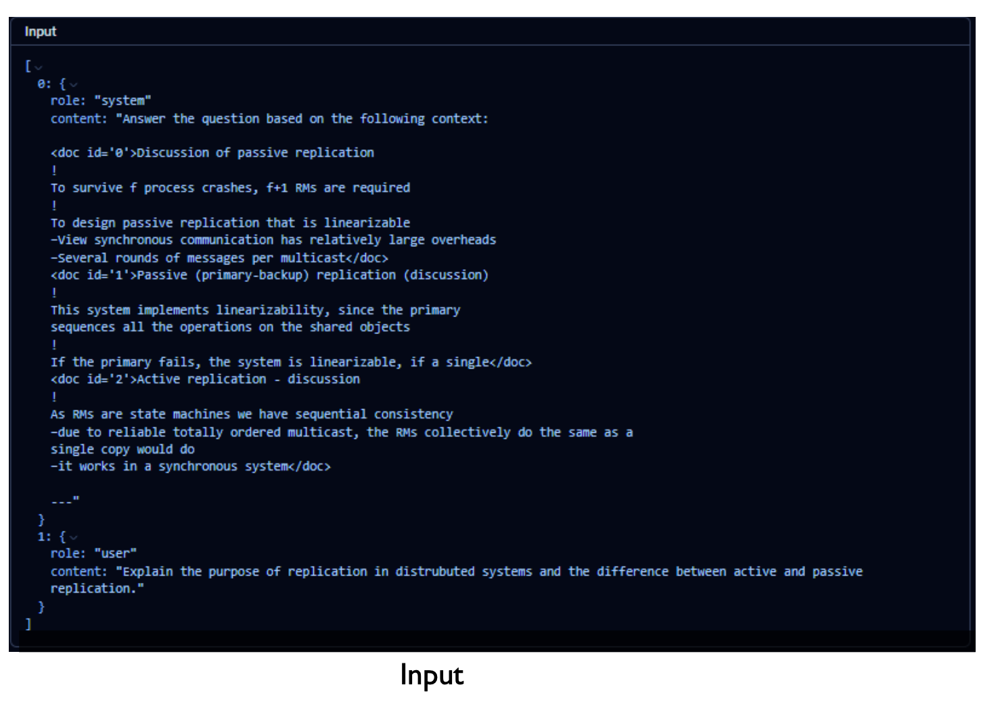 Input
[
0: {
role: "system"
content: "Answer the question based on the following context:
<doc id='0'>Discussion of passive replication
!
To survive f process crashes, f+1 RMs are required
!
To design passive replication that is linearizable
–View synchronous communication has relatively large overheads
–Several rounds of messages per multicast</doc>
<doc id='1'>Passive (primary-backup) replication (discussion)
!
This system implements linearizability, since the primary
sequences all the operations on the shared objects
!
If the primary fails, the system is linearizable, if a single</doc>
<doc id='2'>Active replication - discussion
!
As RMs are state machines we have sequential consistency
–due to reliable totally ordered multicast, the RMs collectively do the same as a
single copy would do
–it works in a synchronous system</doc>
---"
}
1: {
role: "user"
content: "Explain the purpose of replication in distrubuted systems and the difference between active and passive
replication."
}
]
Input